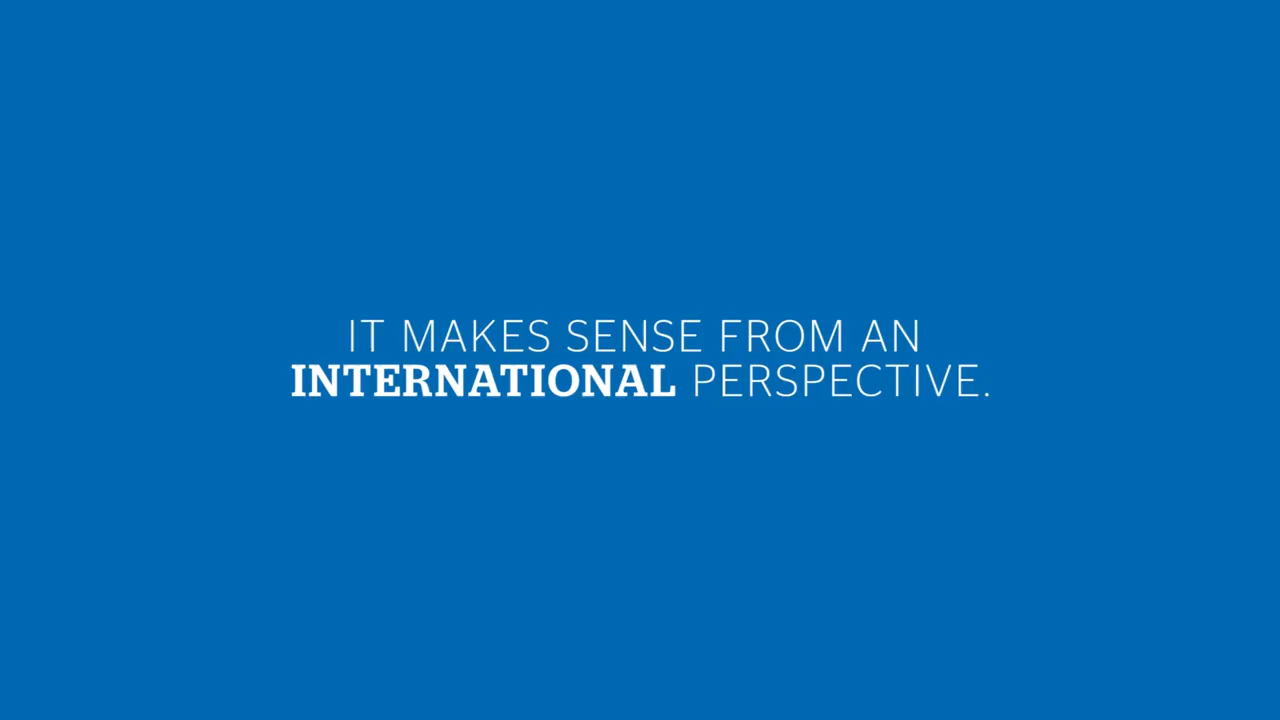 IT MAKES SENSE FROM AN
INTERNATIONAL PERSPECTIVE.